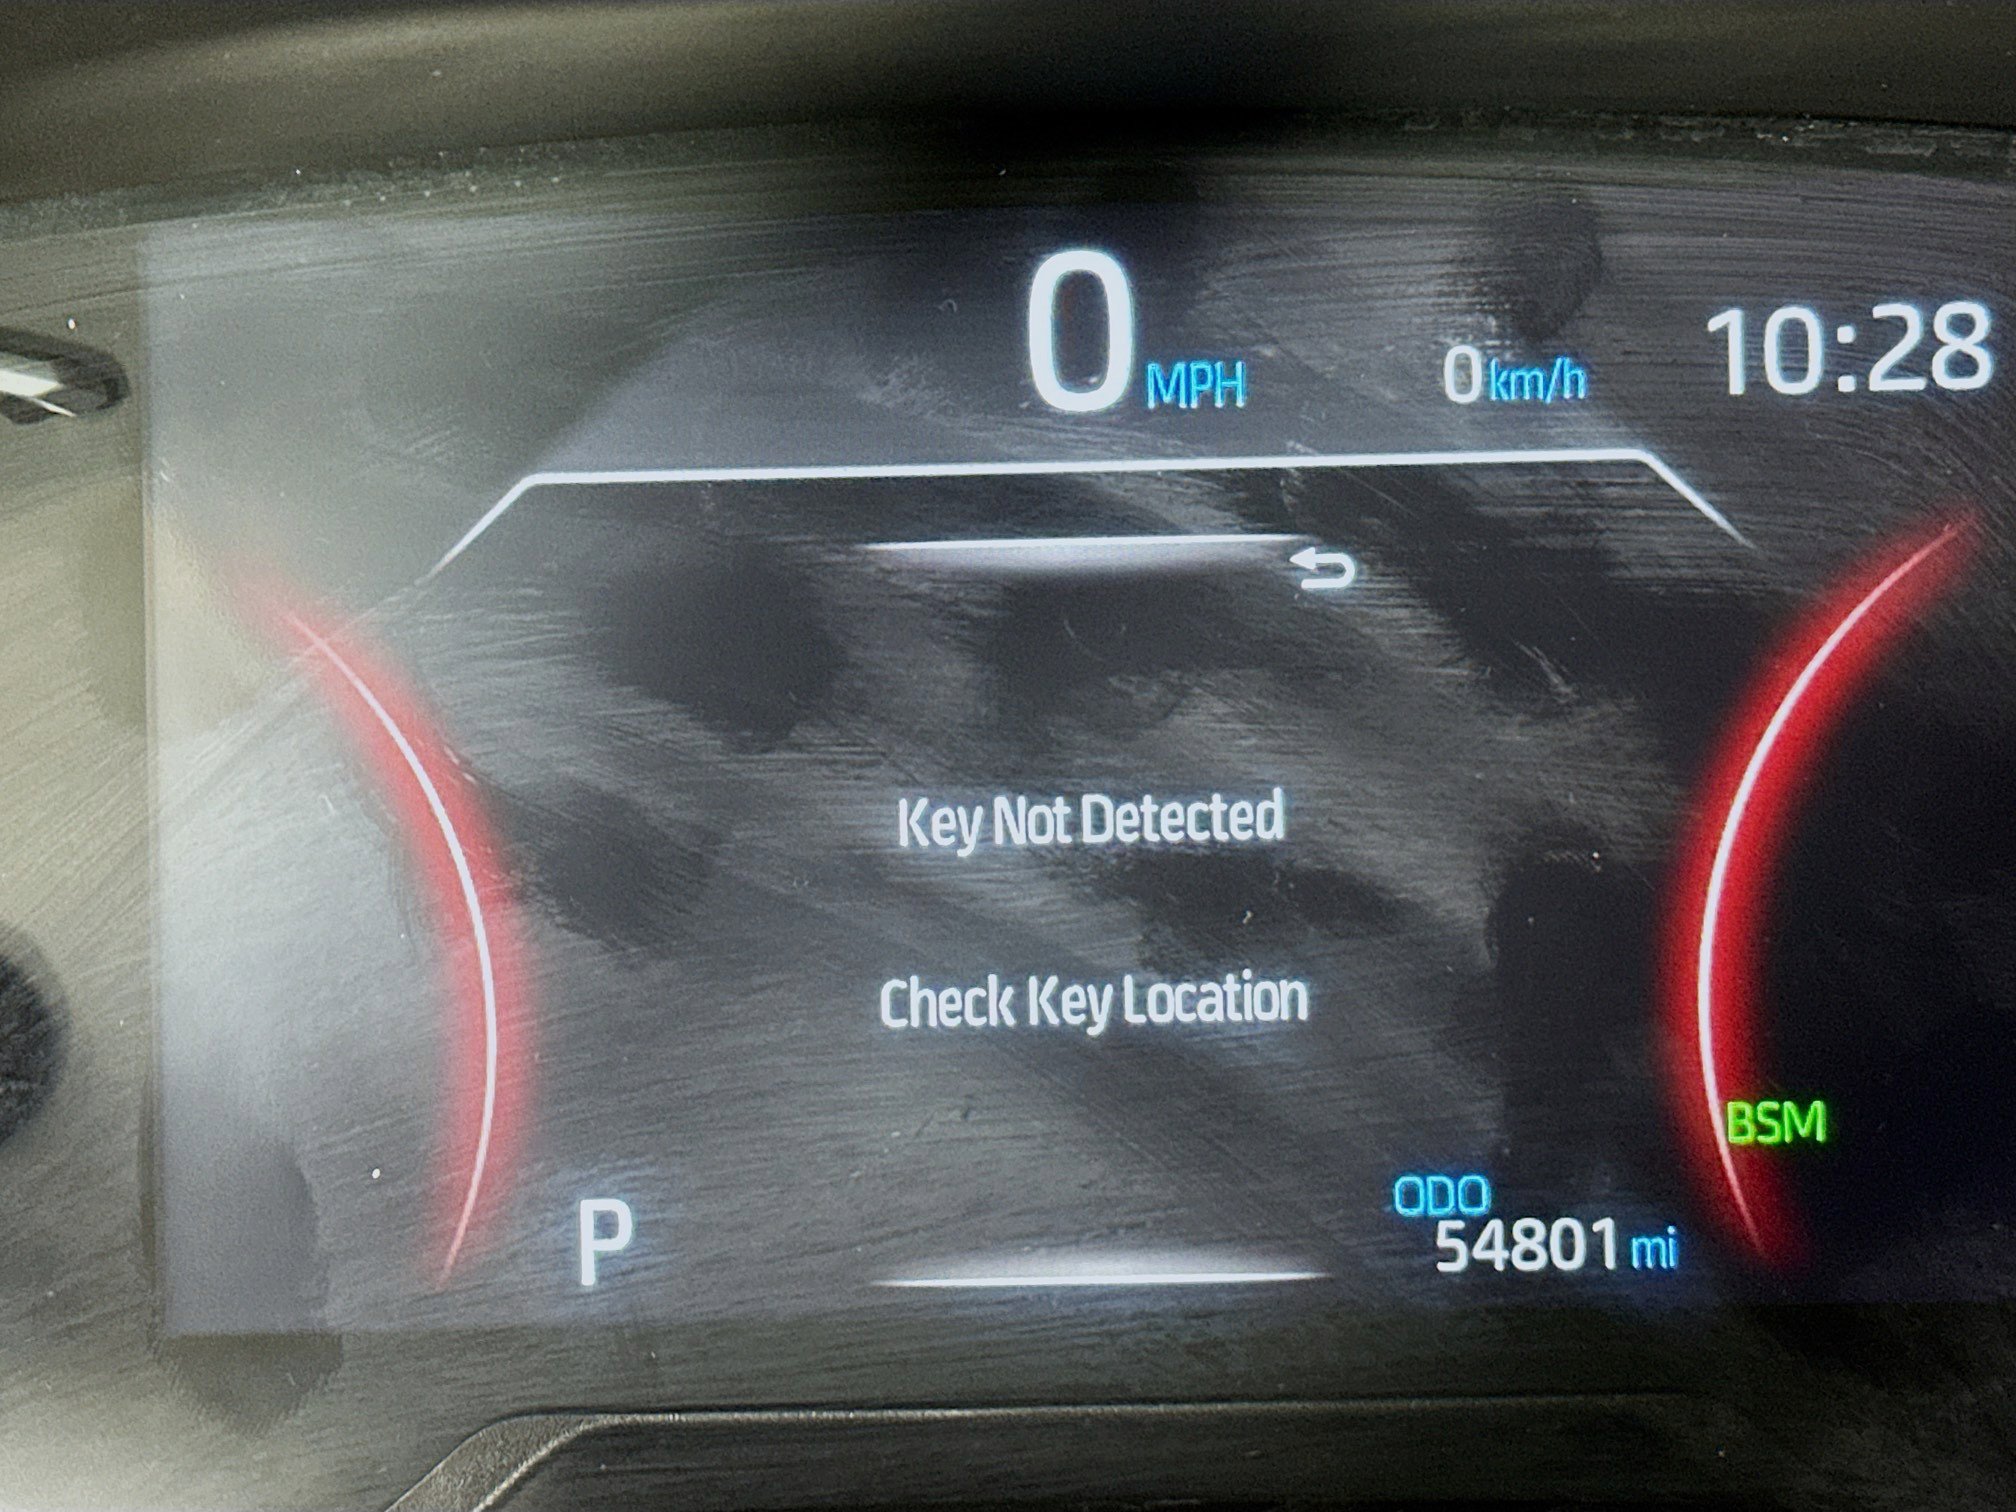 0 MPH 0 km/h 10:28
Key Not Detected
Check Key Location
BSM
ODO
P 54801 mi